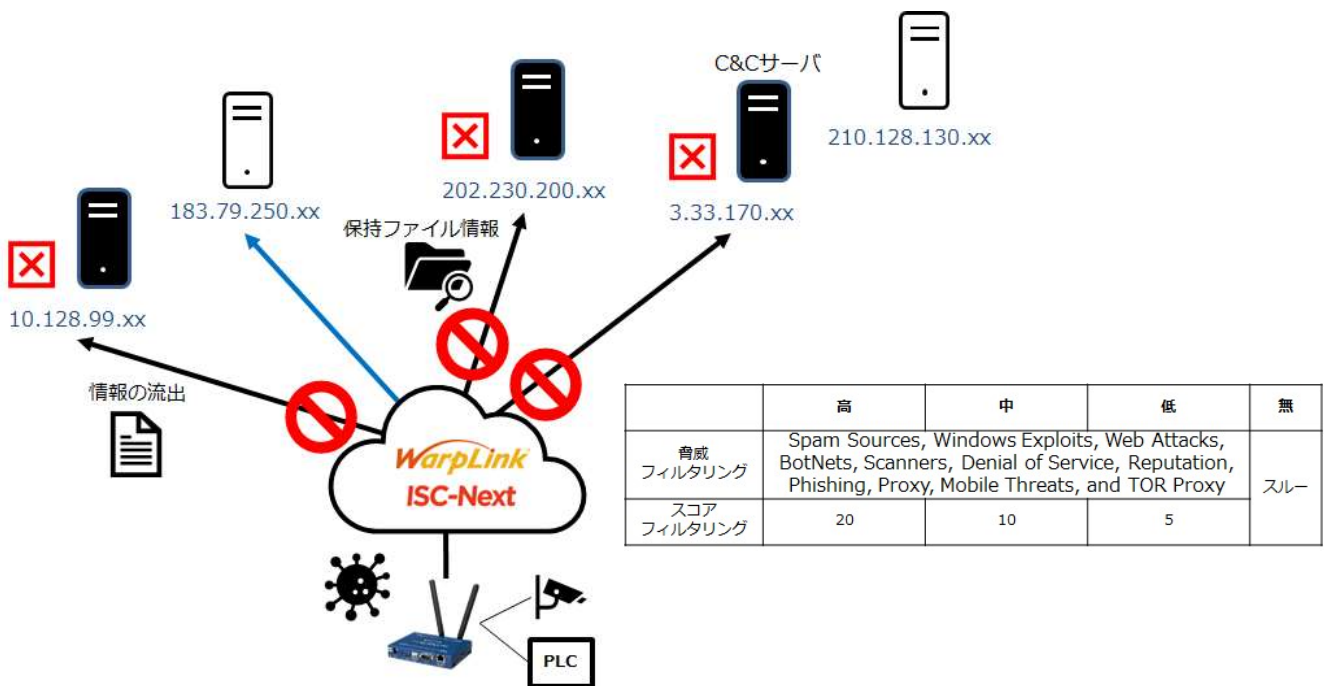 C&Cサーバ
210.128.130.xx
202.230.200.xx
3.33.170.xx
183.79.250.xx
保持ファイル情報
10.128.99.xx
情報の流出
WarpLink
ISC-Next
PLC
高 中 低 無
脅威
フィルタリング
Spam Sources, Windows Exploits, Web Attacks,
BotNets, Scanners, Denial of Service, Reputation,
Phishing, Proxy, Mobile Threats, and TOR Proxy
スルー
スコア
フィルタリング
20 10 5